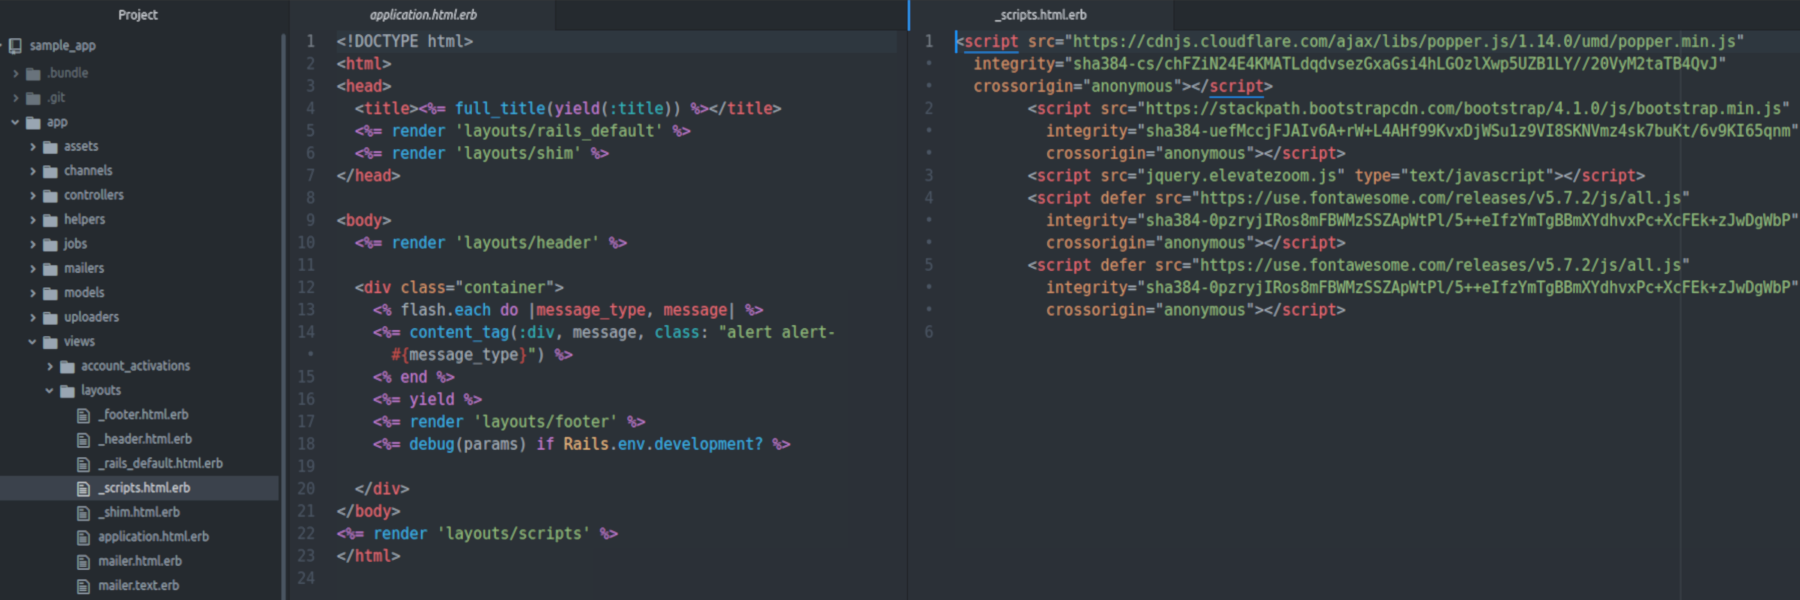 Project
sample_app
.bundle
.git
app
assets
channels
controllers
helpers
jobs
mailers
models
uploaders
views
account_activations
layouts
_footer.html.erb
_header.html.erb
_rails_default.html.erb
_scripts.html.erb
_shim.html.erb
application.html.erb
mailer.html.erb
mailer.text.erb
application.html.erb
1 <!DOCTYPE html>
2 <html>
3 <head>
4 <title><%= full_title(yield(:title)) %></title>
5 <%= render 'layouts/rails_default' %>
6 <%= render 'layouts/shim' %>
7 </head>
8
9 <body>
10 <%= render 'layouts/header' %>
11
12 <div class="container">
13 <% flash.each do |message_type, message| %>
14 <%= content_tag(:div, message, class: "alert alert-
• #{message_type}") %>
15 <% end %>
16 <%= yield %>
17 <%= render 'layouts/footer' %>
18 <%= debug(params) if Rails.env.development? %>
19
20 </div>
21 </body>
22 <%= render 'layouts/scripts' %>
23 </html>
24
_scripts.html.erb
1 <script src="https://cdnjs.cloudflare.com/ajax/libs/popper.js/1.14.0/umd/popper.min.js"
• integrity="sha384-cs/chFZiN24E4KMATLdqdvsezGxaGsi4hLGOzlXwp5UZB1LY//20VyM2taTB4QvJ"
• crossorigin="anonymous"></script>
2 <script src="https://stackpath.bootstrapcdn.com/bootstrap/4.1.0/js/bootstrap.min.js"
• integrity="sha384-uefMccjFJAIv6A+rW+L4AHf99KvxDjWSu1z9VI8SKNVmz4sk7buKt/6v9KI65qnm"
• crossorigin="anonymous"></script>
3 <script src="jquery.elevatezoom.js" type="text/javascript"></script>
4 <script defer src="https://use.fontawesome.com/releases/v5.7.2/js/all.js"
• integrity="sha384-0pzryjIRos8mFBWMzSSZApWtPl/5++eIfzYmTgBBmXYdhvxPc+XcFEk+zJwDgWbP"
• crossorigin="anonymous"></script>
5 <script defer src="https://use.fontawesome.com/releases/v5.7.2/js/all.js"
• integrity="sha384-0pzryjIRos8mFBWMzSSZApWtPl/5++eIfzYmTgBBmXYdhvxPc+XcFEk+zJwDgWbP"
• crossorigin="anonymous"></script>
6